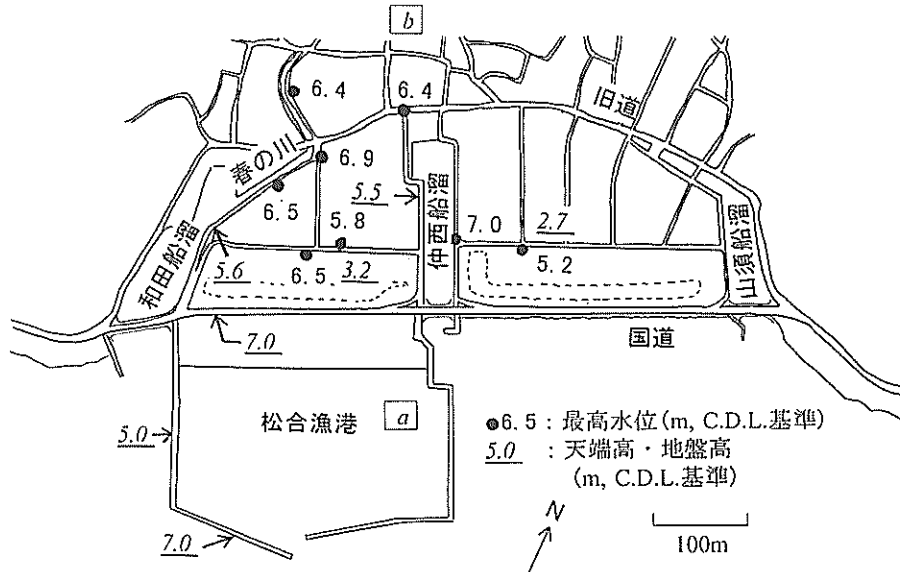 b
6.4
6.4
旧道
春の川
6.9
5.5
仲西船溜
6.5
5.8
7.0
2.7
山須船溜
和田船溜
5.6
6.5
3.2
5.2
7.0
国道
松合漁港
a
●6.5 : 最高水位(m, C.D.L.基準)
5.0
5.0 : 天端高・地盤高
(m, C.D.L.基準)
N
7.0
100m